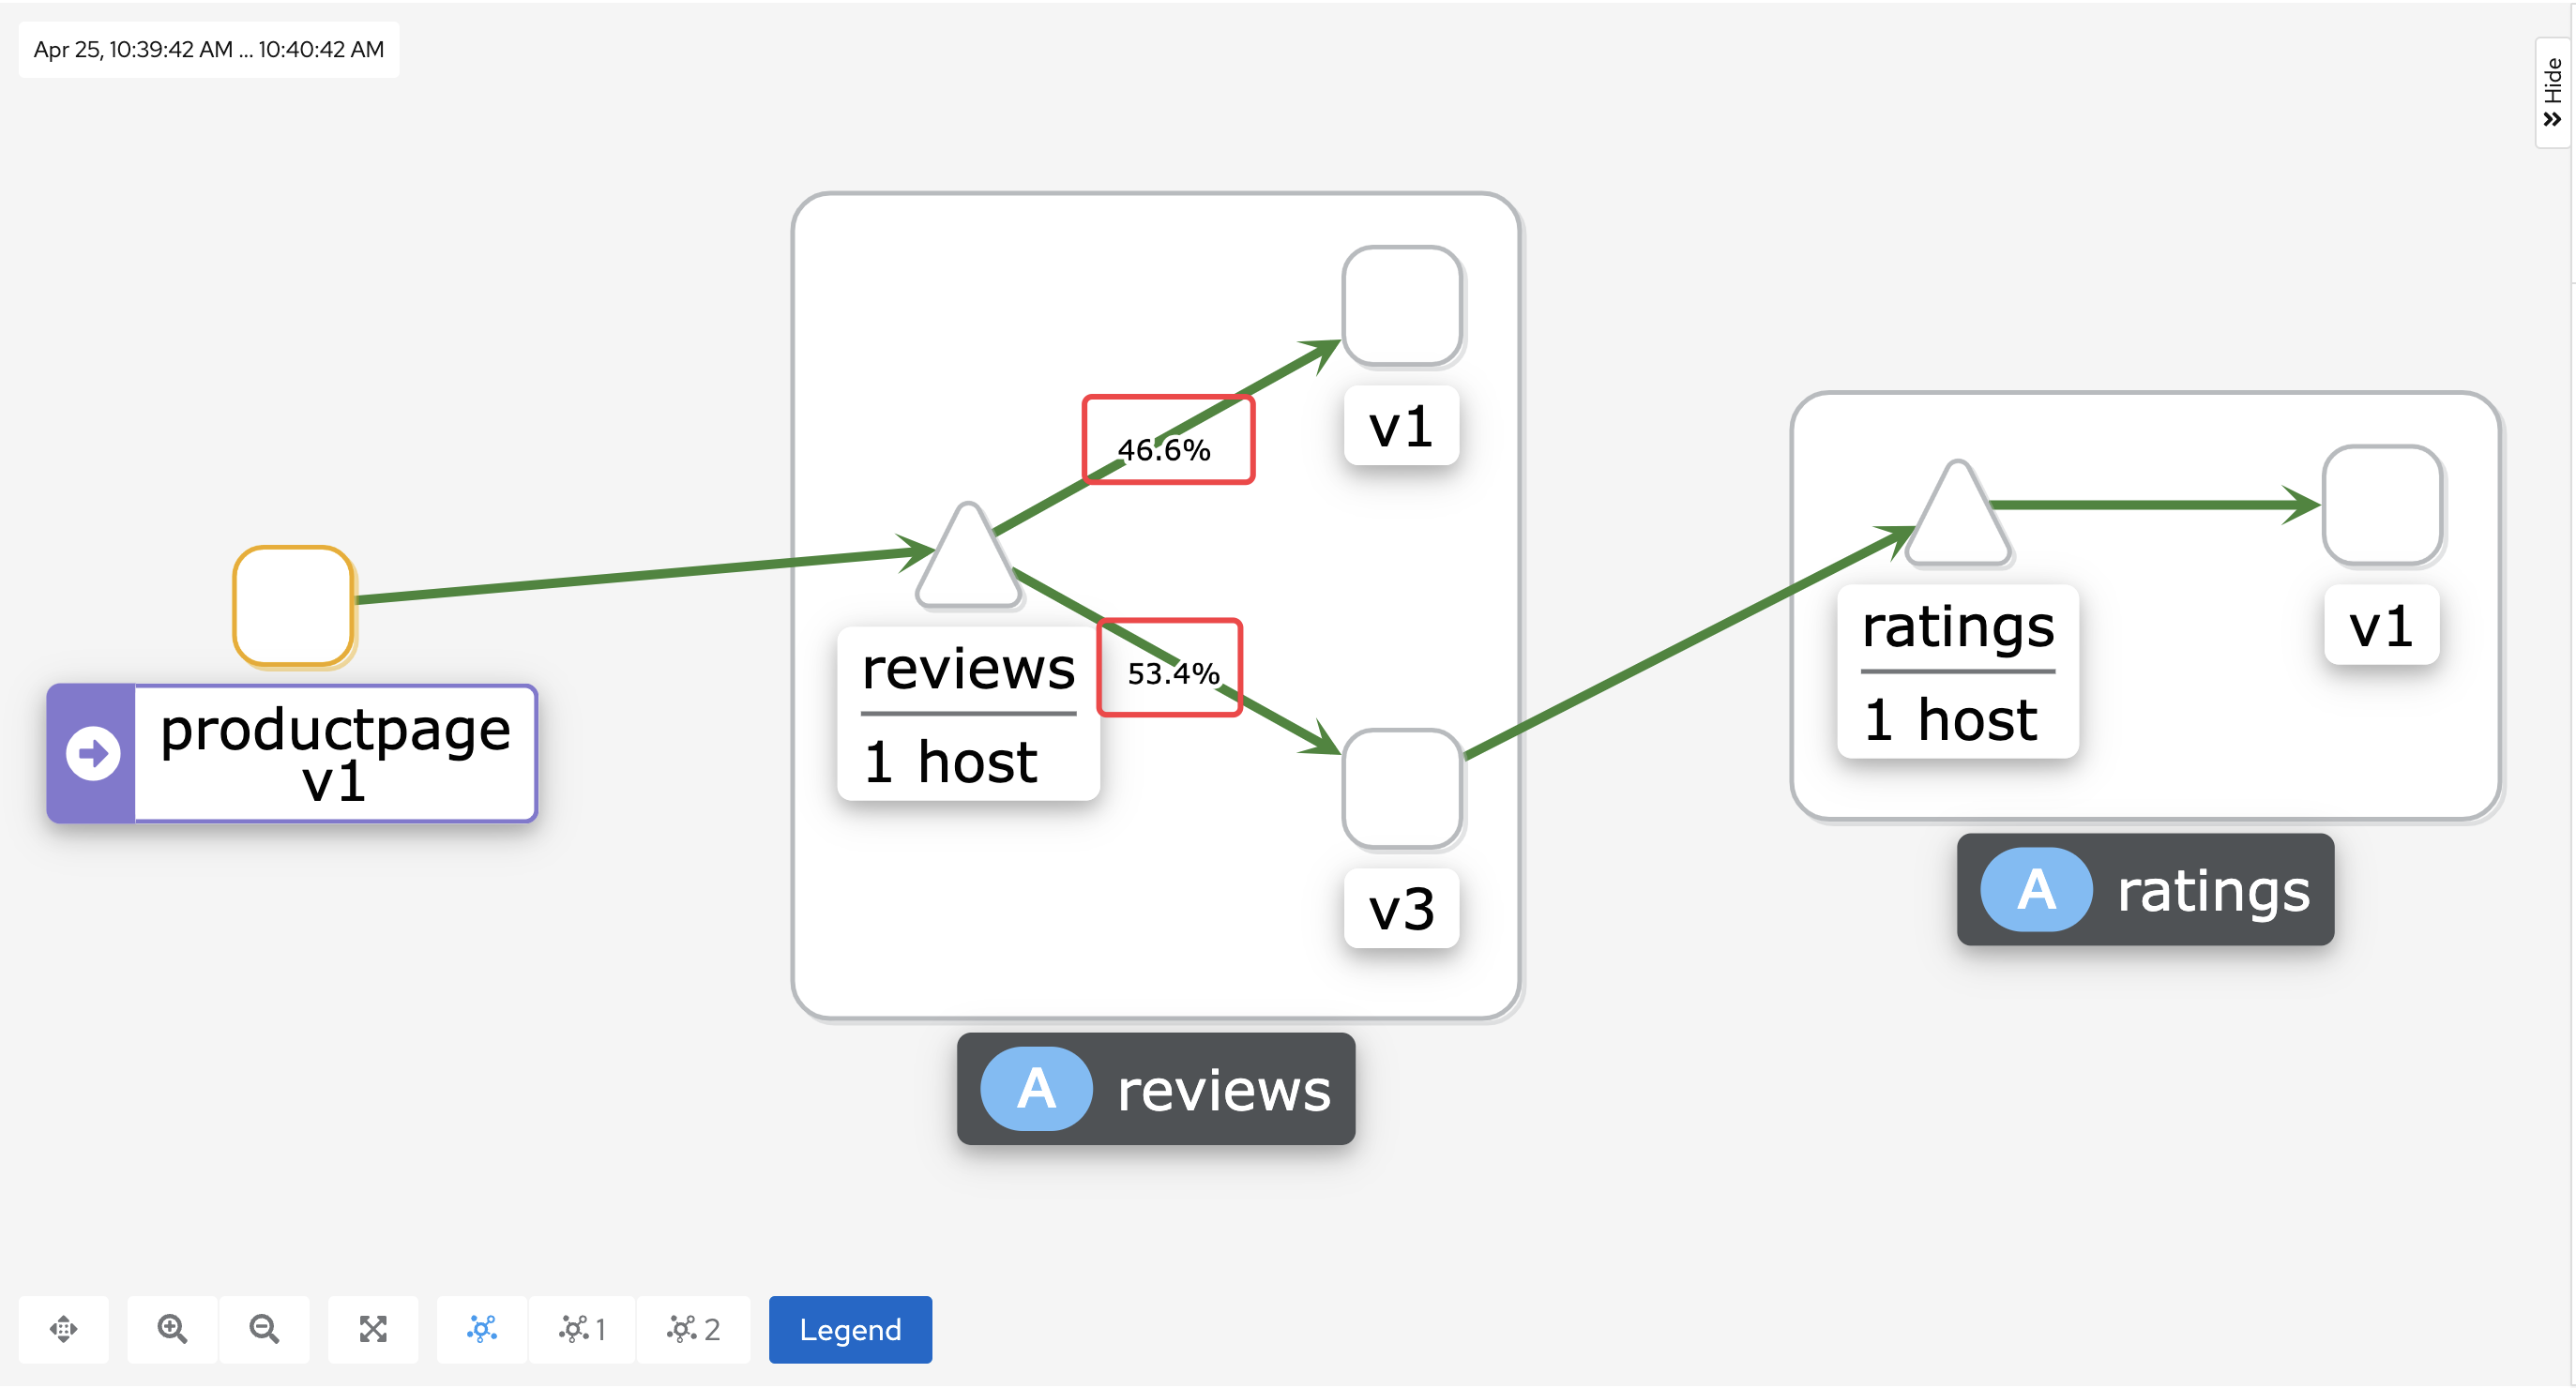 Apr 25, 10:39:42 AM ... 10:40:42 AM
Hide
46.6%
v1
productpage
v1
reviews
1 host
53.4%
v3
ratings
1 host
v1
A ratings
A reviews
1
2
Legend